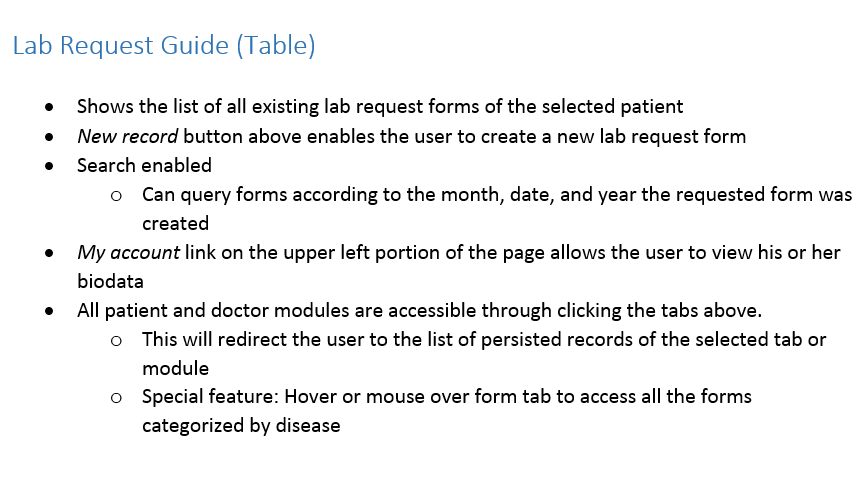 Lab Request Guide (Table)
• Shows the list of all existing lab request forms of the selected patient
• New record button above enables the user to create a new lab request form
• Search enabled
o Can query forms according to the month, date, and year the requested form was
created
• My account link on the upper left portion of the page allows the user to view his or her
biodata
• All patient and doctor modules are accessible through clicking the tabs above.
o This will redirect the user to the list of persisted records of the selected tab or
module
o Special feature: Hover or mouse over form tab to access all the forms
categorized by disease